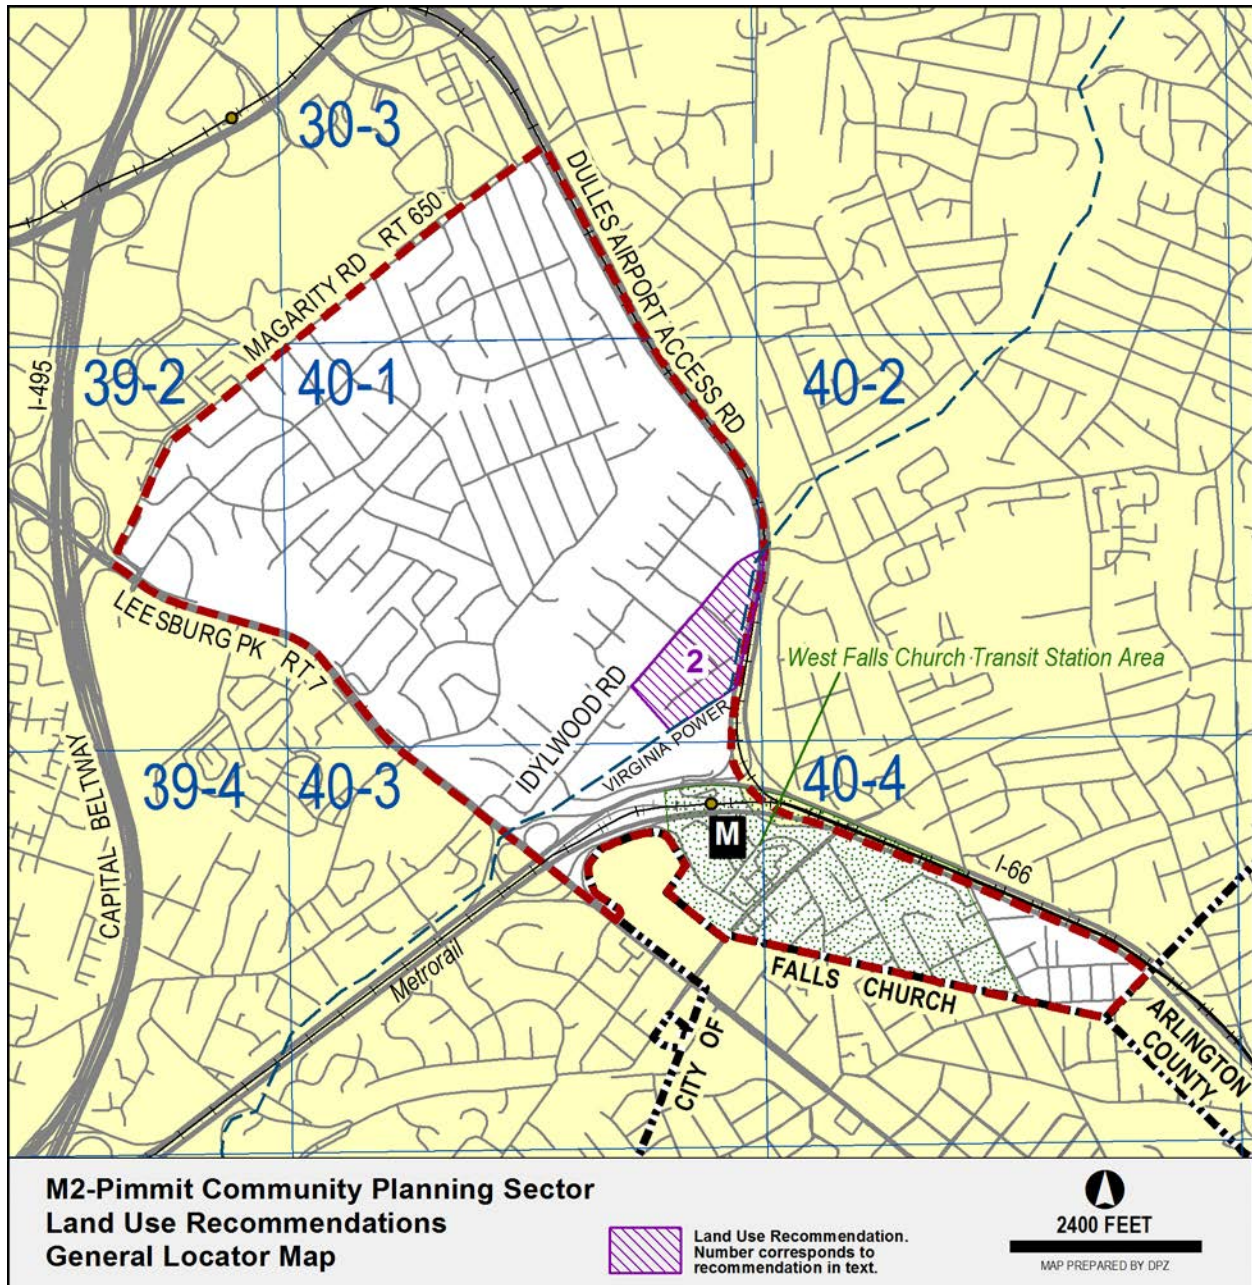 30-3
DULLES AIRPORT ACCESS RD
MAGARITY RD RT 650
I-495
39-2
40-1
40-2
LEESBURG PK RT 7
2
West Falls Church Transit Station Area
IDYLWOOD RD
VIRGINIA POWER
CAPITAL BELTWAY
39-4
40-3
40-4
M
I-66
Metrorail
FALLS CHURCH
CITY OF
ARLINGTON
COUNTY
M2-Pimmit Community Planning Sector
Land Use Recommendations
General Locator Map
Land Use Recommendation.
Number corresponds to
recommendation in text.
2400 FEET
MAP PREPARED BY DPZ